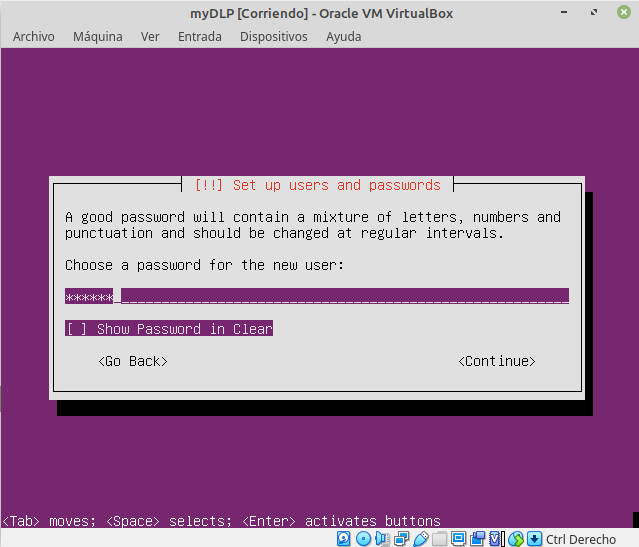 myDLP [Corriendo] - Oracle VM VirtualBox
Archivo Máquina Ver Entrada Dispositivos Ayuda
[!!] Set up users and passwords
A good password will contain a mixture of letters, numbers and
punctuation and should be changed at regular intervals.
Choose a password for the new user:
******
[ ] Show Password in Clear
<Go Back> <Continue>
<Tab> moves; <Space> selects; <Enter> activates buttons
Ctrl Derecho